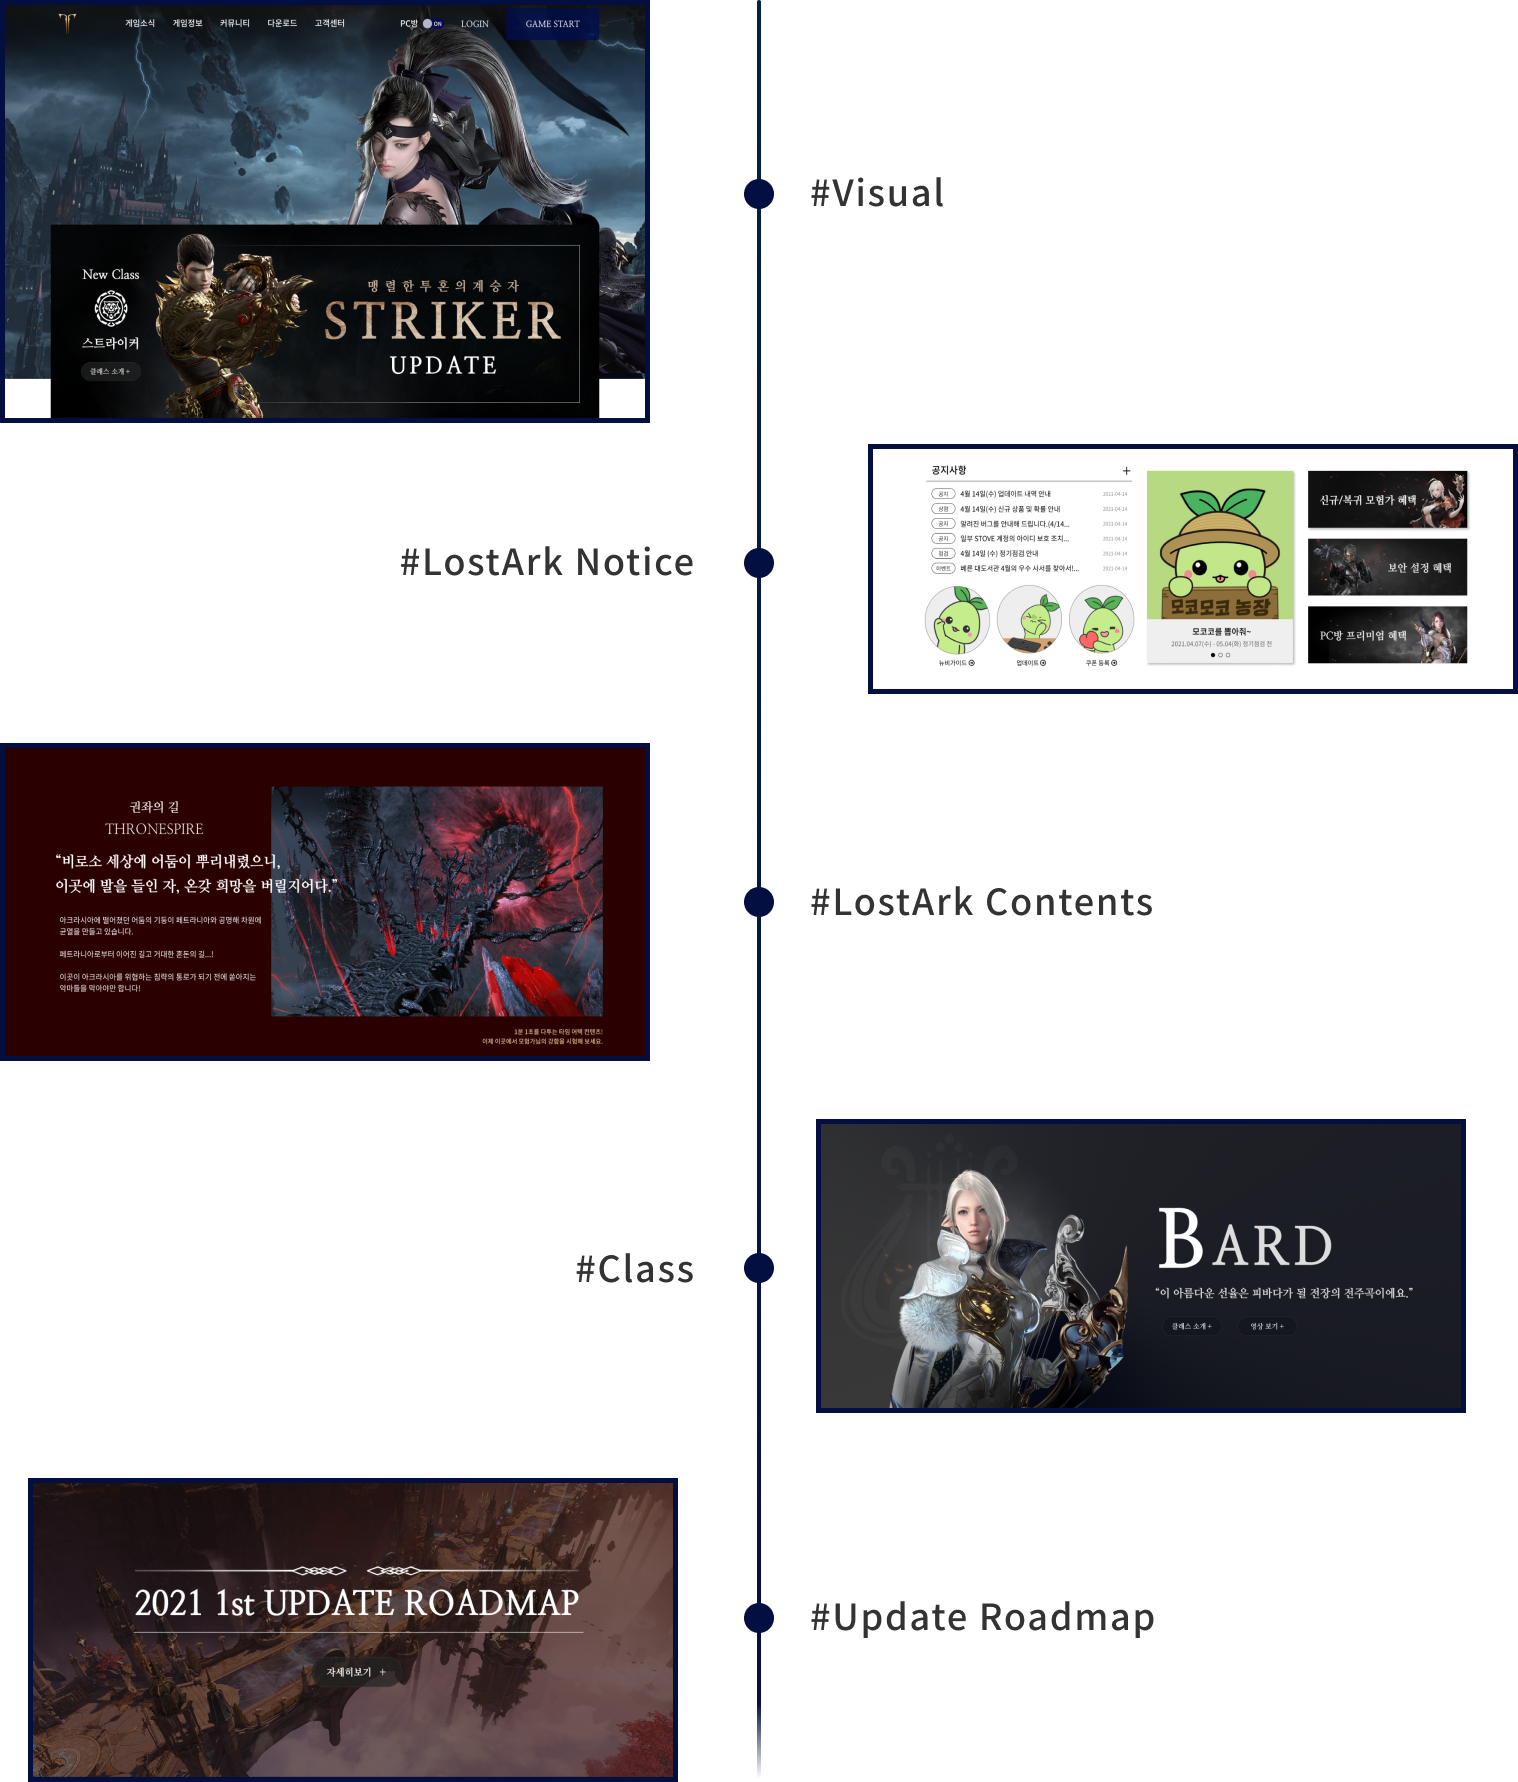 게임소식 게임정보 커뮤니티 다운로드 고객센터 PC방 ON LOGIN GAME START
New Class
스트라이커
클래스 소개 +
맹렬한 투혼의 계승자
STRIKER
UPDATE
#Visual
#LostArk Notice
공지사항 +
공지 4월 14일(수) 업데이트 내역 안내 2021-04-14
상점 4월 14일(수) 신규 상품 및 확률 안내 2021-04-14
공지 알려진 버그를 안내해 드립니다.(4/14... 2021-04-14
공지 일부 STOVE 계정의 아이디 보호 조치... 2021-04-14
점검 4월 14일 (수) 정기점검 안내 2021-04-14
이벤트 베른 대도서관 4월의 우수 사서를 찾아서!... 2021-04-14
뉴비가이드
업데이트
쿠폰 등록
모코모코 농장
모코코를 뽑아줘~
2021.04.07(수) - 05.04(화) 정기점검 전
신규/복귀 모험가 혜택
보안 설정 혜택
PC방 프리미엄 혜택
권좌의 길
THRONESPIRE
“비로소 세상에 어둠이 뿌리내렸으니,
이곳에 발을 들인 자, 온갖 희망을 버릴지어다.”
아크라시아에 떨어졌던 어둠의 기둥이 페트라니아와 공명해 차원에
균열을 만들고 있습니다.
페트라니아로부터 이어진 길고 거대한 혼돈의 길...!
이곳이 아크라시아를 위협하는 침략의 통로가 되기 전에 쏟아지는
악마들을 막아야만 합니다!
1분 1초를 다투는 타임 어택 컨텐츠!
이제 이곳에서 모험가님의 강함을 시험해 보세요.
#LostArk Contents
#Class
BARD
“이 아름다운 선율은 피바다가 될 전장의 전주곡이에요.”
클래스 소개 + 영상 보기 +
2021 1st UPDATE ROADMAP
자세히보기 +
#Update Roadmap